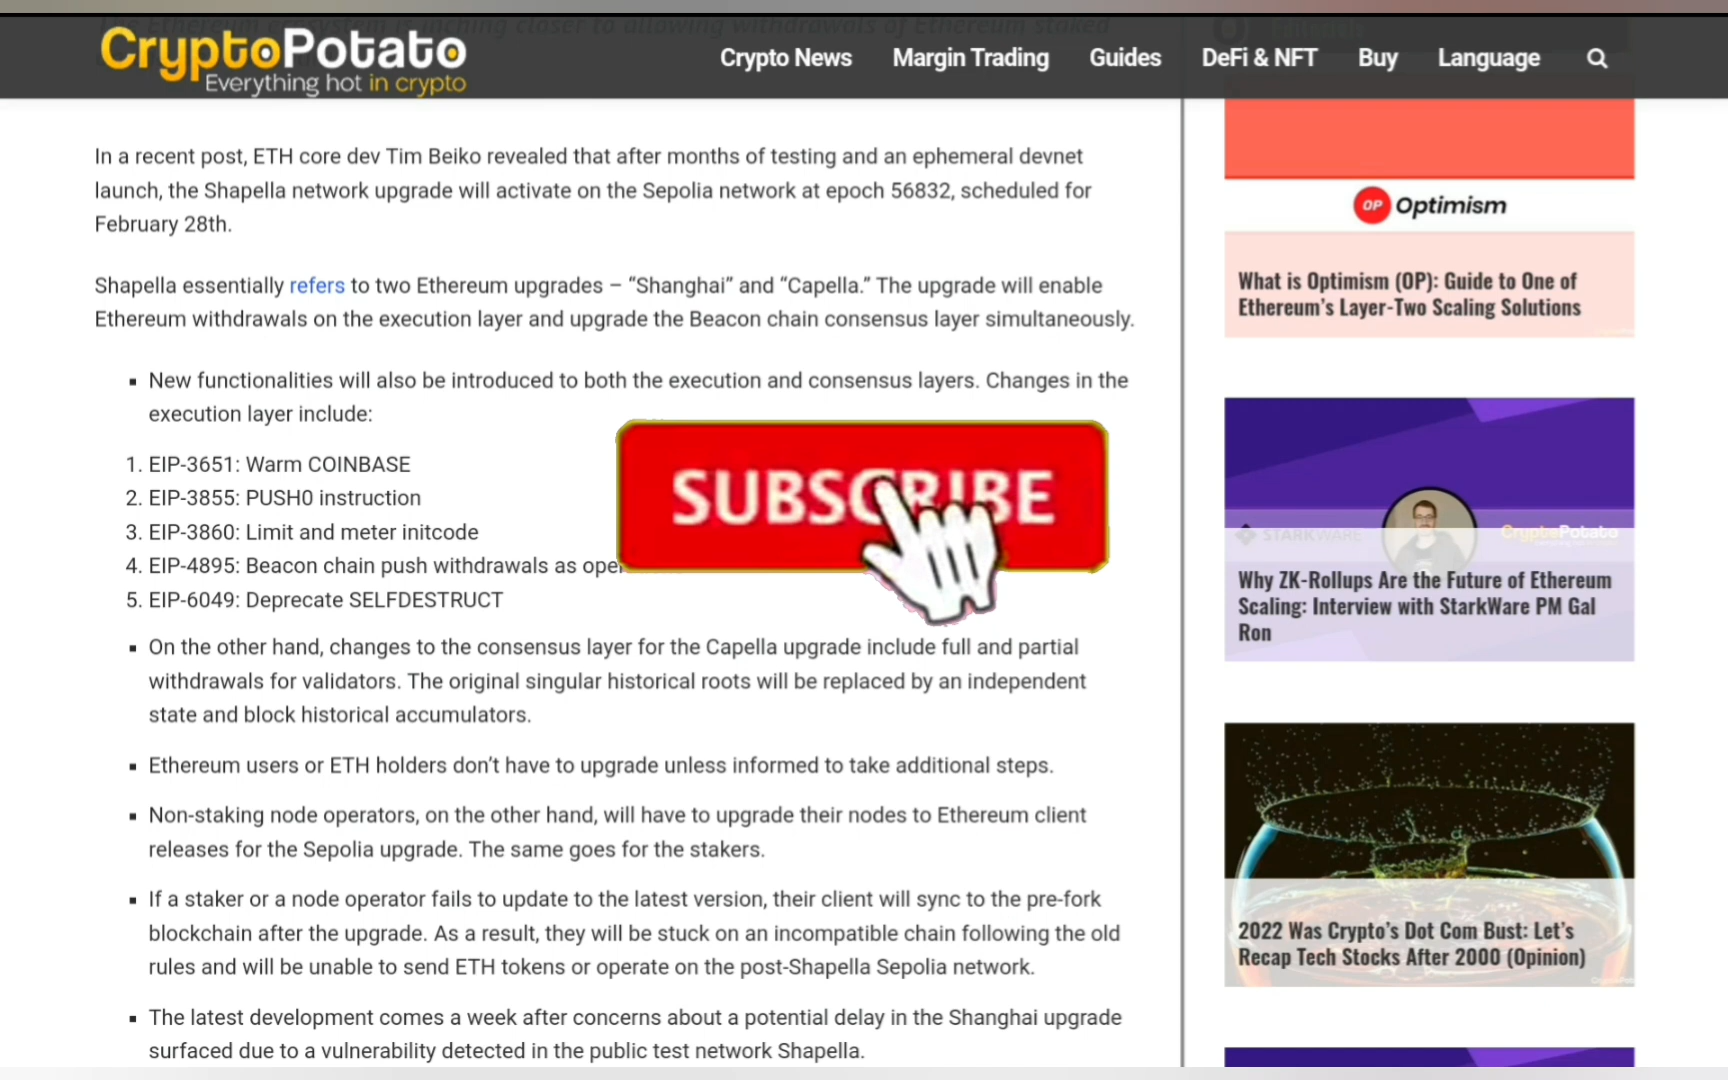 CryptoPotato
Everything hot in crypto
Crypto News
Margin Trading
Guides
DeFi & NFT
Buy
Language
In a recent post, ETH core dev Tim Beiko revealed that after months of testing and an ephemeral devnet
launch, the Shapella network upgrade will activate on the Sepolia network at epoch 56832, scheduled for
February 28th.
Shapella essentially refers to two Ethereum upgrades – “Shanghai” and “Capella.” The upgrade will enable
Ethereum withdrawals on the execution layer and upgrade the Beacon chain consensus layer simultaneously.
▪ New functionalities will also be introduced to both the execution and consensus layers. Changes in the
execution layer include:
1. EIP-3651: Warm COINBASE
2. EIP-3855: PUSH0 instruction
3. EIP-3860: Limit and meter initcode
4. EIP-4895: Beacon chain push withdrawals as
5. EIP-6049: Deprecate SELFDESTRUCT
SUBSCRIBE
▪ On the other hand, changes to the consensus layer for the Capella upgrade include full and partial
withdrawals for validators. The original singular historical roots will be replaced by an independent
state and block historical accumulators.
▪ Ethereum users or ETH holders don’t have to upgrade unless informed to take additional steps.
▪ Non-staking node operators, on the other hand, will have to upgrade their nodes to Ethereum client
releases for the Sepolia upgrade. The same goes for the stakers.
▪ If a staker or a node operator fails to update to the latest version, their client will sync to the pre-fork
blockchain after the upgrade. As a result, they will be stuck on an incompatible chain following the old
rules and will be unable to send ETH tokens or operate on the post-Shapella Sepolia network.
▪ The latest development comes a week after concerns about a potential delay in the Shanghai upgrade
surfaced due to a vulnerability detected in the public test network Shapella.
OP Optimism
What is Optimism (OP): Guide to One of
Ethereum’s Layer-Two Scaling Solutions
STARKWARE
CryptoPotato
Why ZK-Rollups Are the Future of Ethereum
Scaling: Interview with StarkWare PM Gal
Ron
2022 Was Crypto’s Dot Com Bust: Let’s
Recap Tech Stocks After 2000 (Opinion)